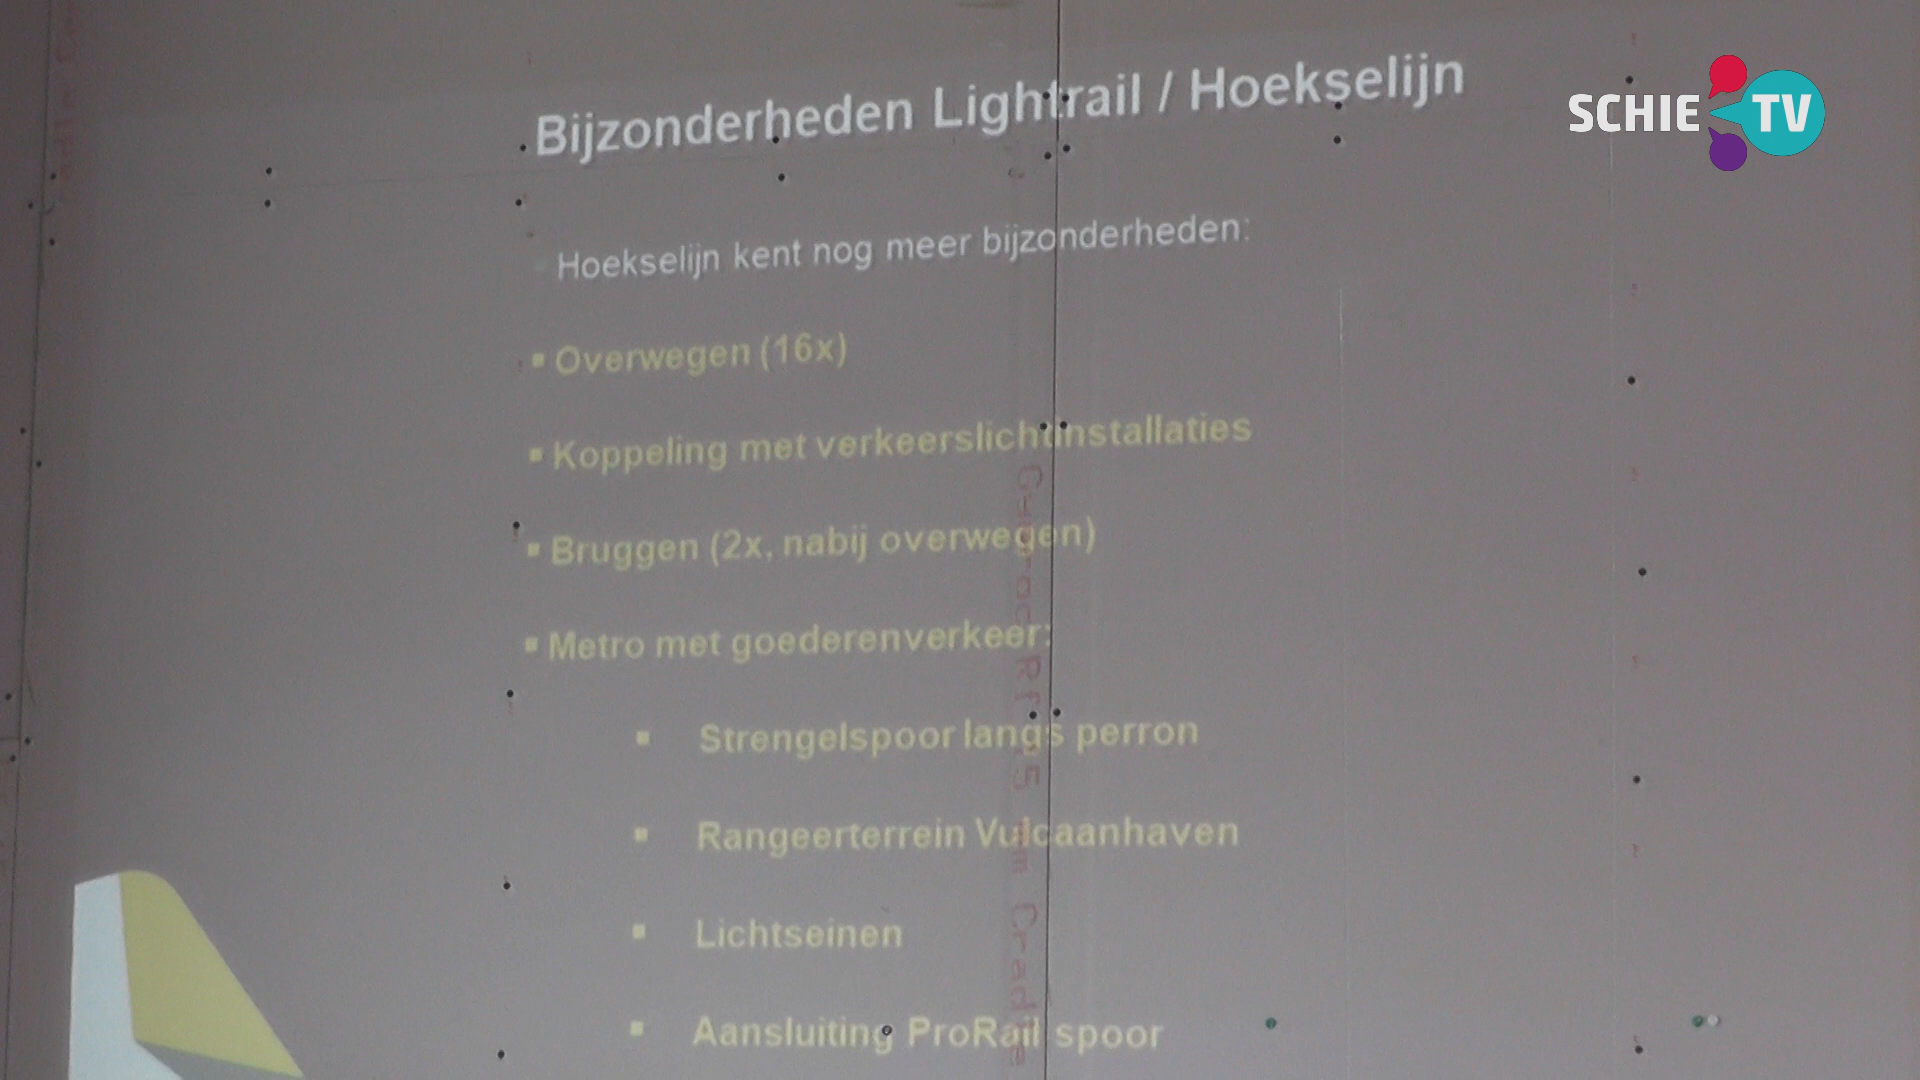 Bijzonderheden Lightrail / Hoekselijn
SCHIE TV
Hoekselijn kent nog meer bijzonderheden:
▪ Overwegen (16x)
▪ Koppeling met verkeerslichtinstallaties
▪ Bruggen (2x, nabij overwegen)
▪ Metro met goederenverkeer:
▪ Strengelspoor langs perron
▪ Rangeerterrein Vulcaanhaven
▪ Lichtseinen
▪ Aansluiting ProRail spoor